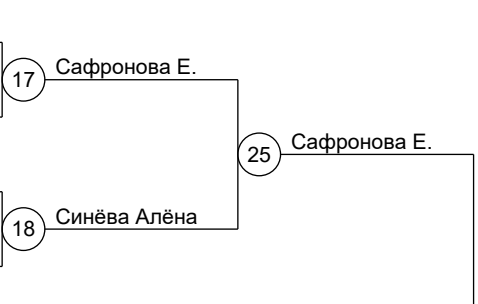 17 Сафронова Е.
25 Сафронова Е.
18 Синёва Алёна